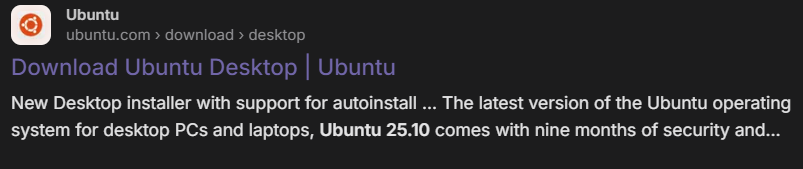 Ubuntu
ubuntu.com › download › desktop
Download Ubuntu Desktop | Ubuntu
New Desktop installer with support for autoinstall ... The latest version of the Ubuntu operating
system for desktop PCs and laptops, Ubuntu 25.10 comes with nine months of security and...